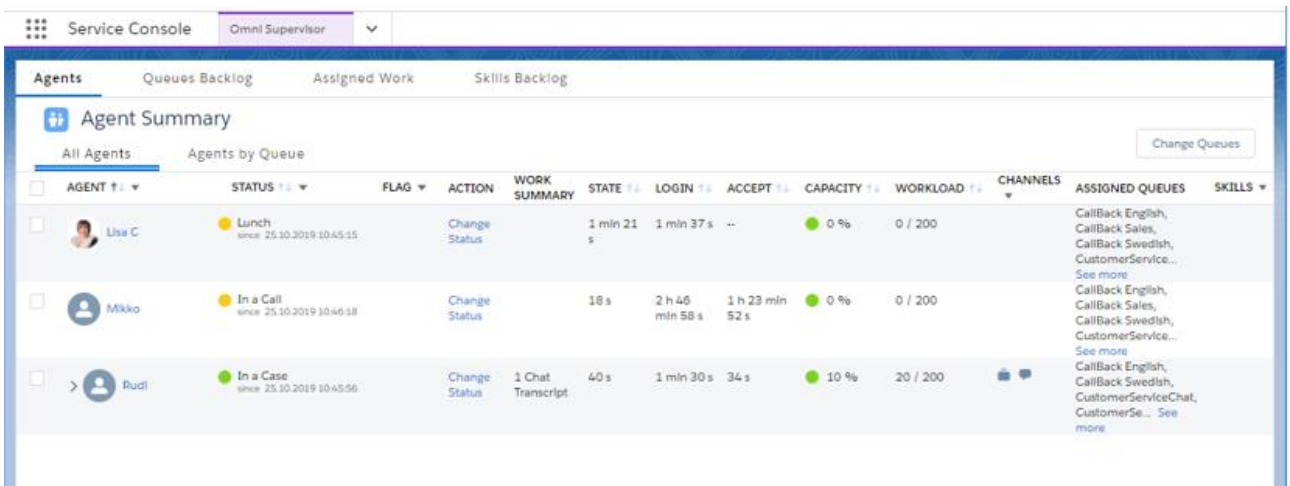 Service Console Omni Supervisor
Agents Queues Backlog Assigned Work Skills Backlog
Agent Summary
Change Queues
All Agents Agents by Queue
AGENT STATUS FLAG ACTION WORK SUMMARY STATE LOGIN ACCEPT CAPACITY WORKLOAD CHANNELS ASSIGNED QUEUES SKILLS
Lisa C
Lunch
since 25.10.2019 10:45:15
Change
Status
1 min 21
s
1 min 37 s
--
0 %
0 / 200
CallBack English,
CallBack Sales,
CallBack Swedish,
CustomerService...
See more
Mikko
In a Call
since 25.10.2019 10:46:18
Change
Status
18 s
2 h 46
min 58 s
1 h 23 min
52 s
0 %
0 / 200
CallBack English,
CallBack Sales,
CallBack Swedish,
CustomerService...
See more
Rudi
In a Case
since 25.10.2019 10:45:56
Change
Status
1 Chat
Transcript
40 s
1 min 30 s
34 s
10 %
20 / 200
CallBack English,
CallBack Swedish,
CustomerServiceChat,
CustomerSe... See
more